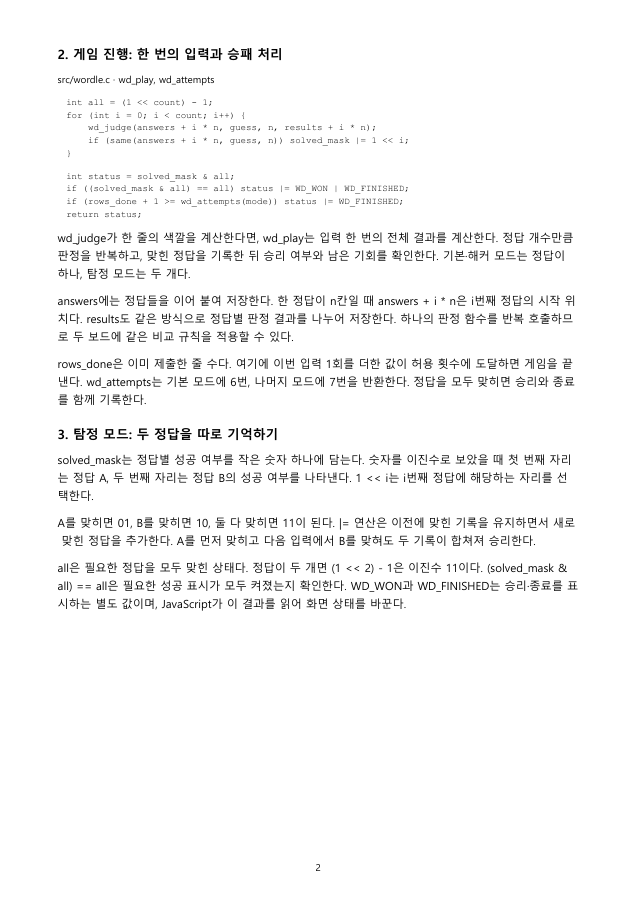 2. 게임 진행: 한 번의 입력과 승패 처리
src/wordle.c · wd_play, wd_attempts
int all = (1 << count) - 1;
for (int i = 0; i < count; i++) {
    wd_judge(answers + i * n, guess, n, results + i * n);
    if (same(answers + i * n, guess, n)) solved_mask |= 1 << i;
}
int status = solved_mask & all;
if ((solved_mask & all) == all) status |= WD_WON | WD_FINISHED;
if (rows_done + 1 >= wd_attempts(mode)) status |= WD_FINISHED;
return status;
wd_judge가 한 줄의 색깔을 계산한다면, wd_play는 입력 한 번의 전체 결과를 계산한다. 정답 개수만큼
판정을 반복하고, 맞힌 정답을 기록한 뒤 승리 여부와 남은 기회를 확인한다. 기본·해커 모드는 정답이
하나, 탐정 모드는 두 개다.
answers에는 정답들을 이어 붙여 저장한다. 한 정답이 n칸일 때 answers + i * n은 i번째 정답의 시작 위
치다. results도 같은 방식으로 정답별 판정 결과를 나누어 저장한다. 하나의 판정 함수를 반복 호출하므
로 두 보드에 같은 비교 규칙을 적용할 수 있다.
rows_done은 이미 제출한 줄 수다. 여기에 이번 입력 1회를 더한 값이 허용 횟수에 도달하면 게임을 끝
낸다. wd_attempts는 기본 모드에 6번, 나머지 모드에 7번을 반환한다. 정답을 모두 맞히면 승리와 종료
를 함께 기록한다.
3. 탐정 모드: 두 정답을 따로 기억하기
solved_mask는 정답별 성공 여부를 작은 숫자 하나에 담는다. 숫자를 이진수로 보았을 때 첫 번째 자리
는 정답 A, 두 번째 자리는 정답 B의 성공 여부를 나타낸다. 1 << i는 i번째 정답에 해당하는 자리를 선
택한다.
A를 맞히면 01, B를 맞히면 10, 둘 다 맞히면 11이 된다. |= 연산은 이전에 맞힌 기록을 유지하면서 새로
맞힌 정답을 추가한다. A를 먼저 맞히고 다음 입력에서 B를 맞혀도 두 기록이 합쳐져 승리한다.
all은 필요한 정답을 모두 맞힌 상태다. 정답이 두 개면 (1 << 2) - 1은 이진수 11이다. (solved_mask &
all) == all은 필요한 성공 표시가 모두 켜졌는지 확인한다. WD_WON과 WD_FINISHED는 승리·종료를 표
시하는 별도 값이며, JavaScript가 이 결과를 읽어 화면 상태를 바꾼다.
2